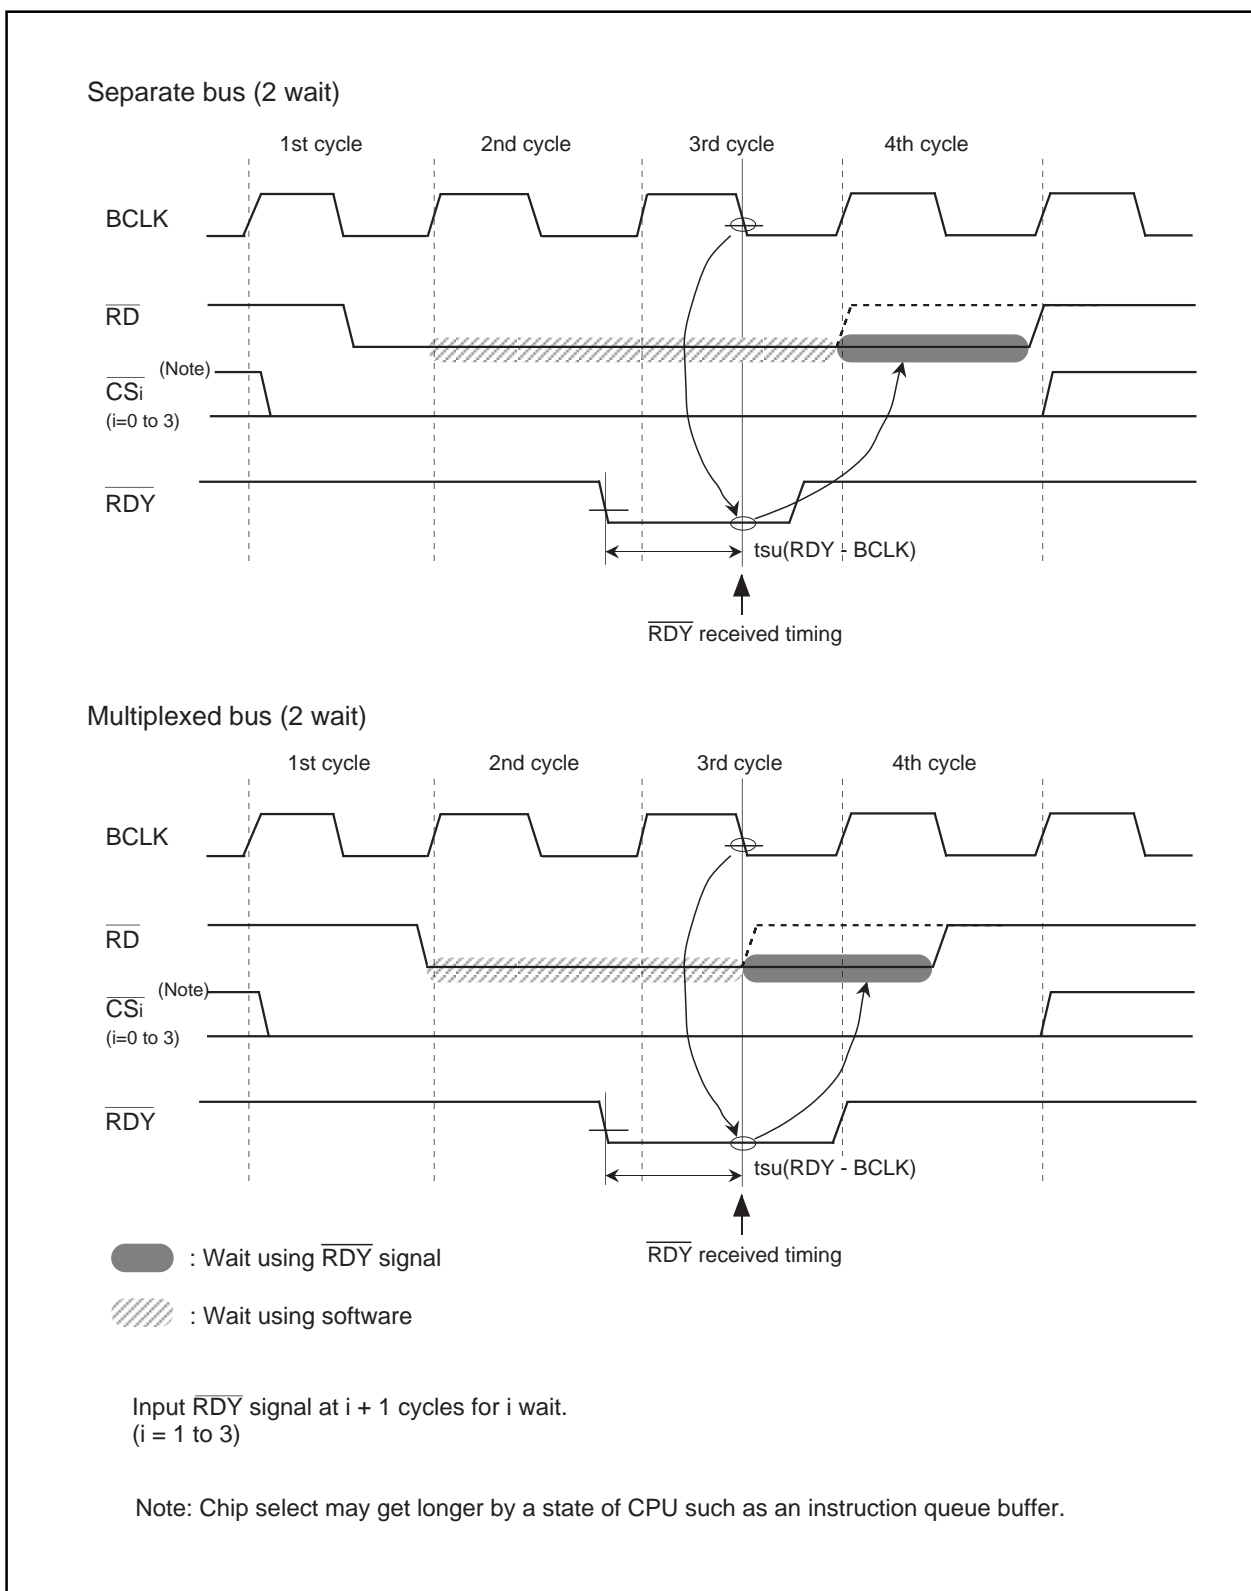 Separate bus (2 wait)
1st cycle 2nd cycle 3rd cycle 4th cycle
BCLK
RD
(Note)
CSi
(i=0 to 3)
RDY
tsu(RDY - BCLK)
RDY received timing
Multiplexed bus (2 wait)
1st cycle 2nd cycle 3rd cycle 4th cycle
BCLK
RD
(Note)
CSi
(i=0 to 3)
RDY
tsu(RDY - BCLK)
RDY received timing
: Wait using RDY signal
: Wait using software
Input RDY signal at i + 1 cycles for i wait.
(i = 1 to 3)
Note: Chip select may get longer by a state of CPU such as an instruction queue buffer.